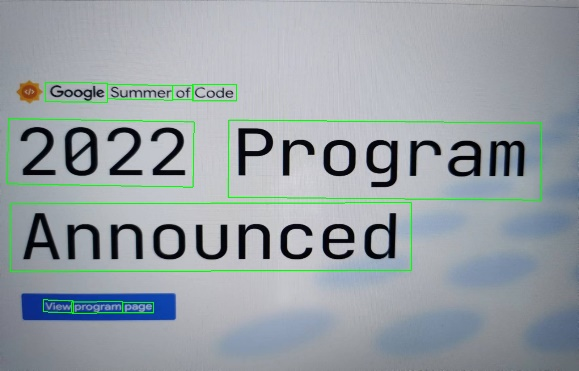 Google Summer of Code
2022 Program
Announced
View program page